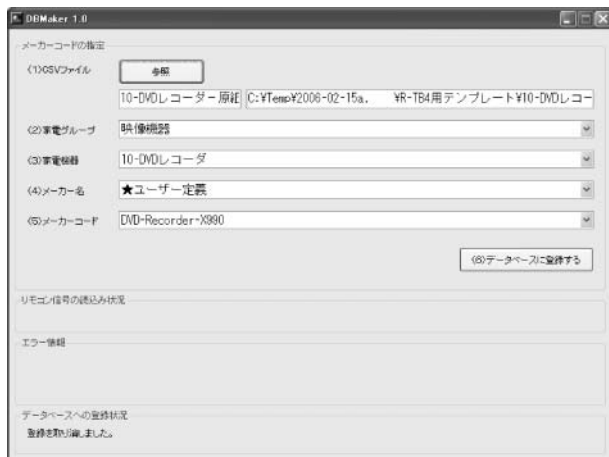 DBMaker 1.0
メーカーコードの指定
(1)CSVファイル
参照
10-DVDレコーダー原紙 C:¥Temp¥2006-02-15a. ¥R-TB4用テンプレート¥10-DVDレコー
(2)家電グループ 映像機器
(3)家電機器 10-DVDレコーダ
(4)メーカー名 ★ユーザー定義
(5)メーカーコード DVD-Recorder-X990
(6)データベースに登録する
リモコン信号の読込み状況
エラー情報
データベースへの登録状況
登録を取り消しました。